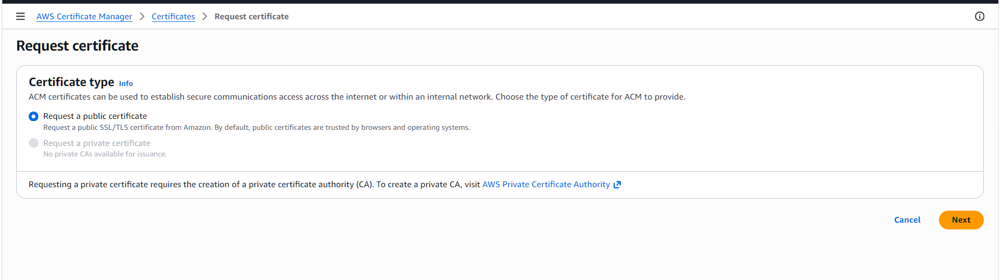 AWS Certificate Manager > Certificates > Request certificate
Request certificate
Certificate type Info
ACM certificates can be used to establish secure communications access across the internet or within an internal network. Choose the type of certificate for ACM to provide.
Request a public certificate
Request a public SSL/TLS certificate from Amazon. By default, public certificates are trusted by browsers and operating systems.
Request a private certificate
No private CAs available for issuance.
Requesting a private certificate requires the creation of a private certificate authority (CA). To create a private CA, visit AWS Private Certificate Authority
Cancel Next